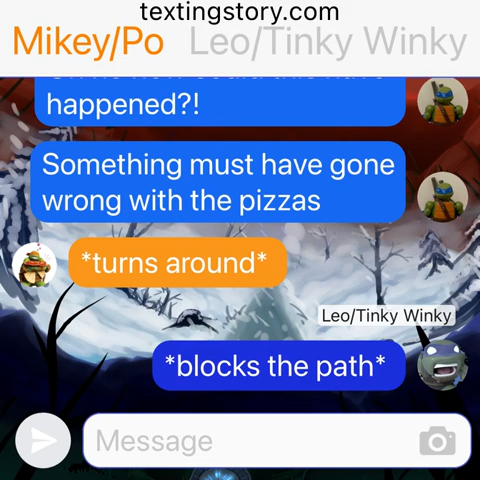 textingstory.com
Mikey/Po Leo/Tinky Winky
happened?!
Something must have gone
wrong with the pizzas
*turns around*
Leo/Tinky Winky
*blocks the path*
Message